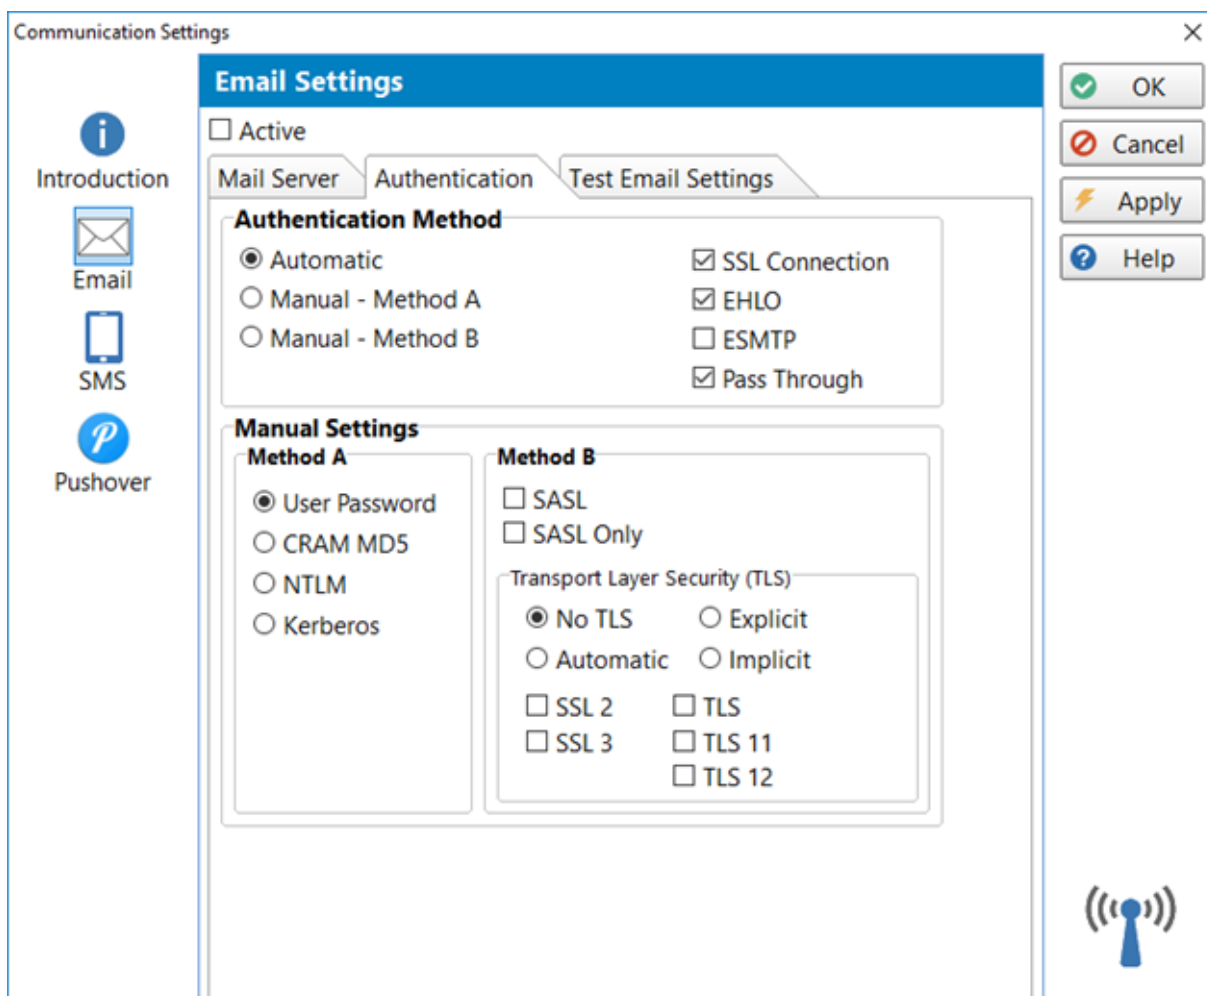 Communication Settings
Email Settings
Active
Mail Server
Authentication
Test Email Settings
Introduction
Email
SMS
Pushover
Authentication Method
Automatic
Manual - Method A
Manual - Method B
SSL Connection
EHLO
ESMTP
Pass Through
Manual Settings
Method A
User Password
CRAM MD5
NTLM
Kerberos
Method B
SASL
SASL Only
Transport Layer Security (TLS)
No TLS
Explicit
Automatic
Implicit
SSL 2
TLS
SSL 3
TLS 11
TLS 12
OK
Cancel
Apply
Help